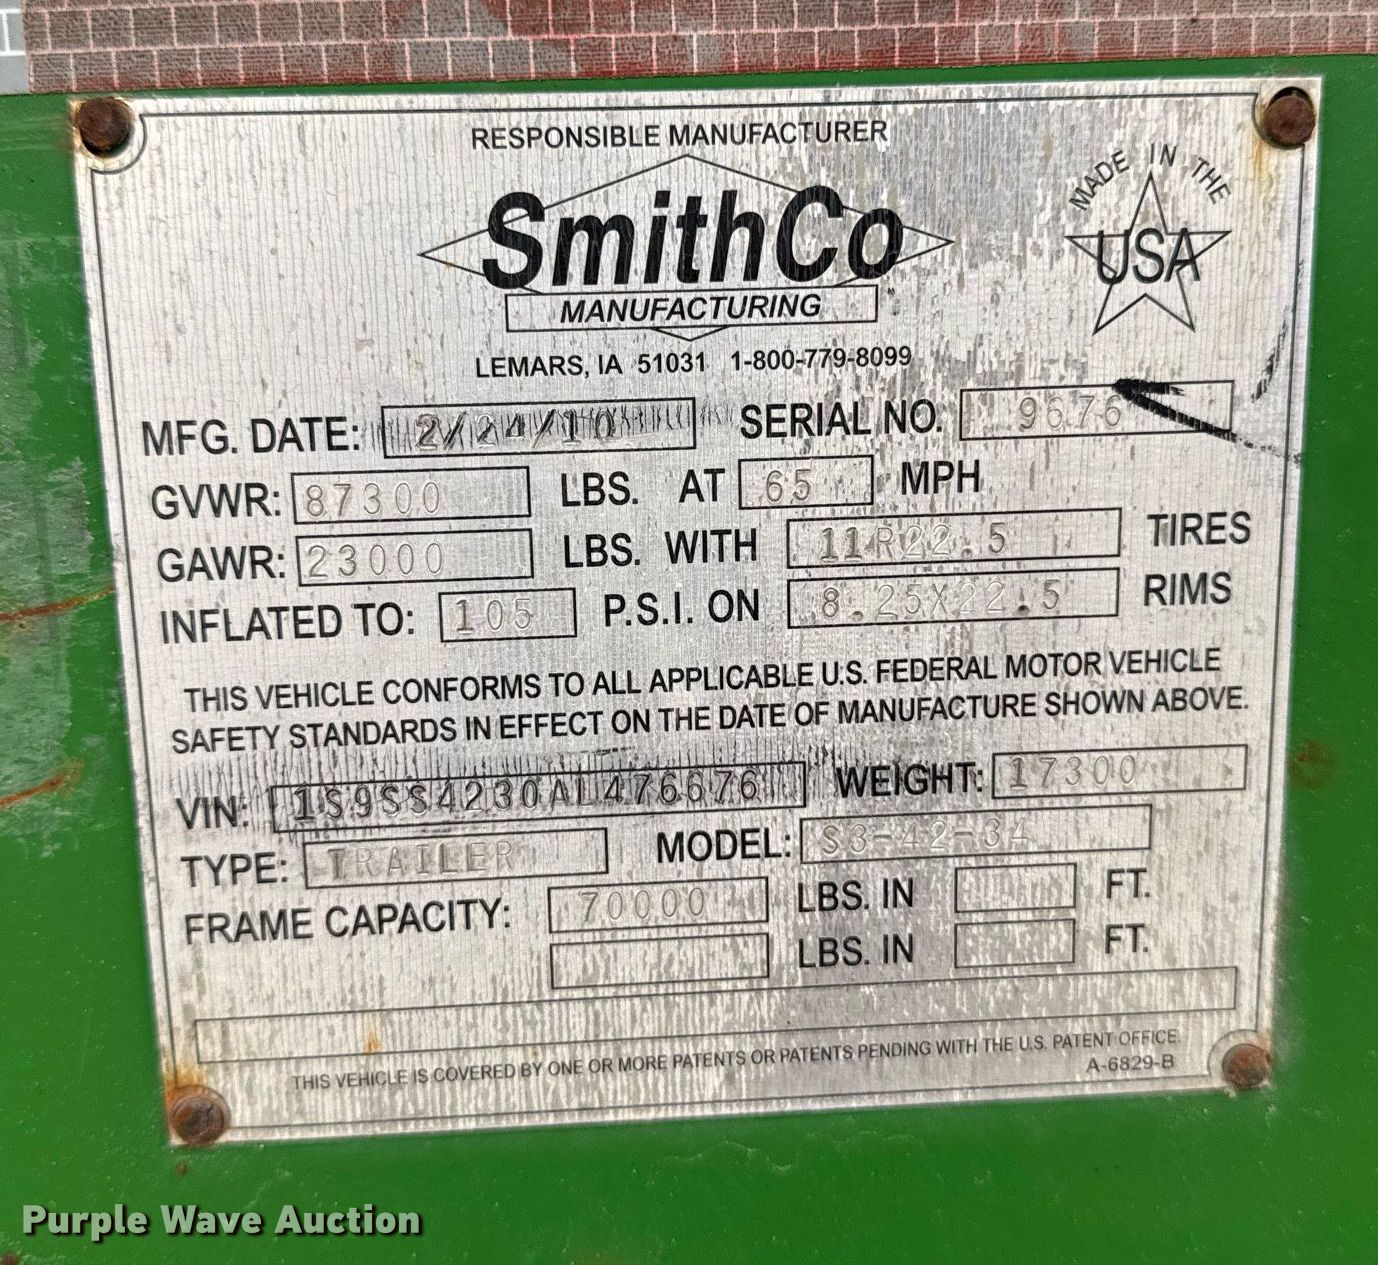 RESPONSIBLE MANUFACTURER
SmithCo
MANUFACTURING
LEMARS, IA 51031 1-800-779-8099
MADE IN THE
USA
MFG. DATE: 2/24/10 SERIAL NO. 9676
GVWR: 87300 LBS. AT 65 MPH
GAWR: 23000 LBS. WITH 11R22.5 TIRES
INFLATED TO: 105 P.S.I. ON 8.25X22.5 RIMS
THIS VEHICLE CONFORMS TO ALL APPLICABLE U.S. FEDERAL MOTOR VEHICLE
SAFETY STANDARDS IN EFFECT ON THE DATE OF MANUFACTURE SHOWN ABOVE.
VIN: 1S9SS4230AL476676 WEIGHT: 17300
TYPE: TRAILER MODEL: S3-42-34
FRAME CAPACITY: 70000 LBS. IN FT.
LBS. IN FT.
THIS VEHICLE IS COVERED BY ONE OR MORE PATENTS OR PATENTS PENDING WITH THE U.S. PATENT OFFICE.
A-6829-B
Purple Wave Auction